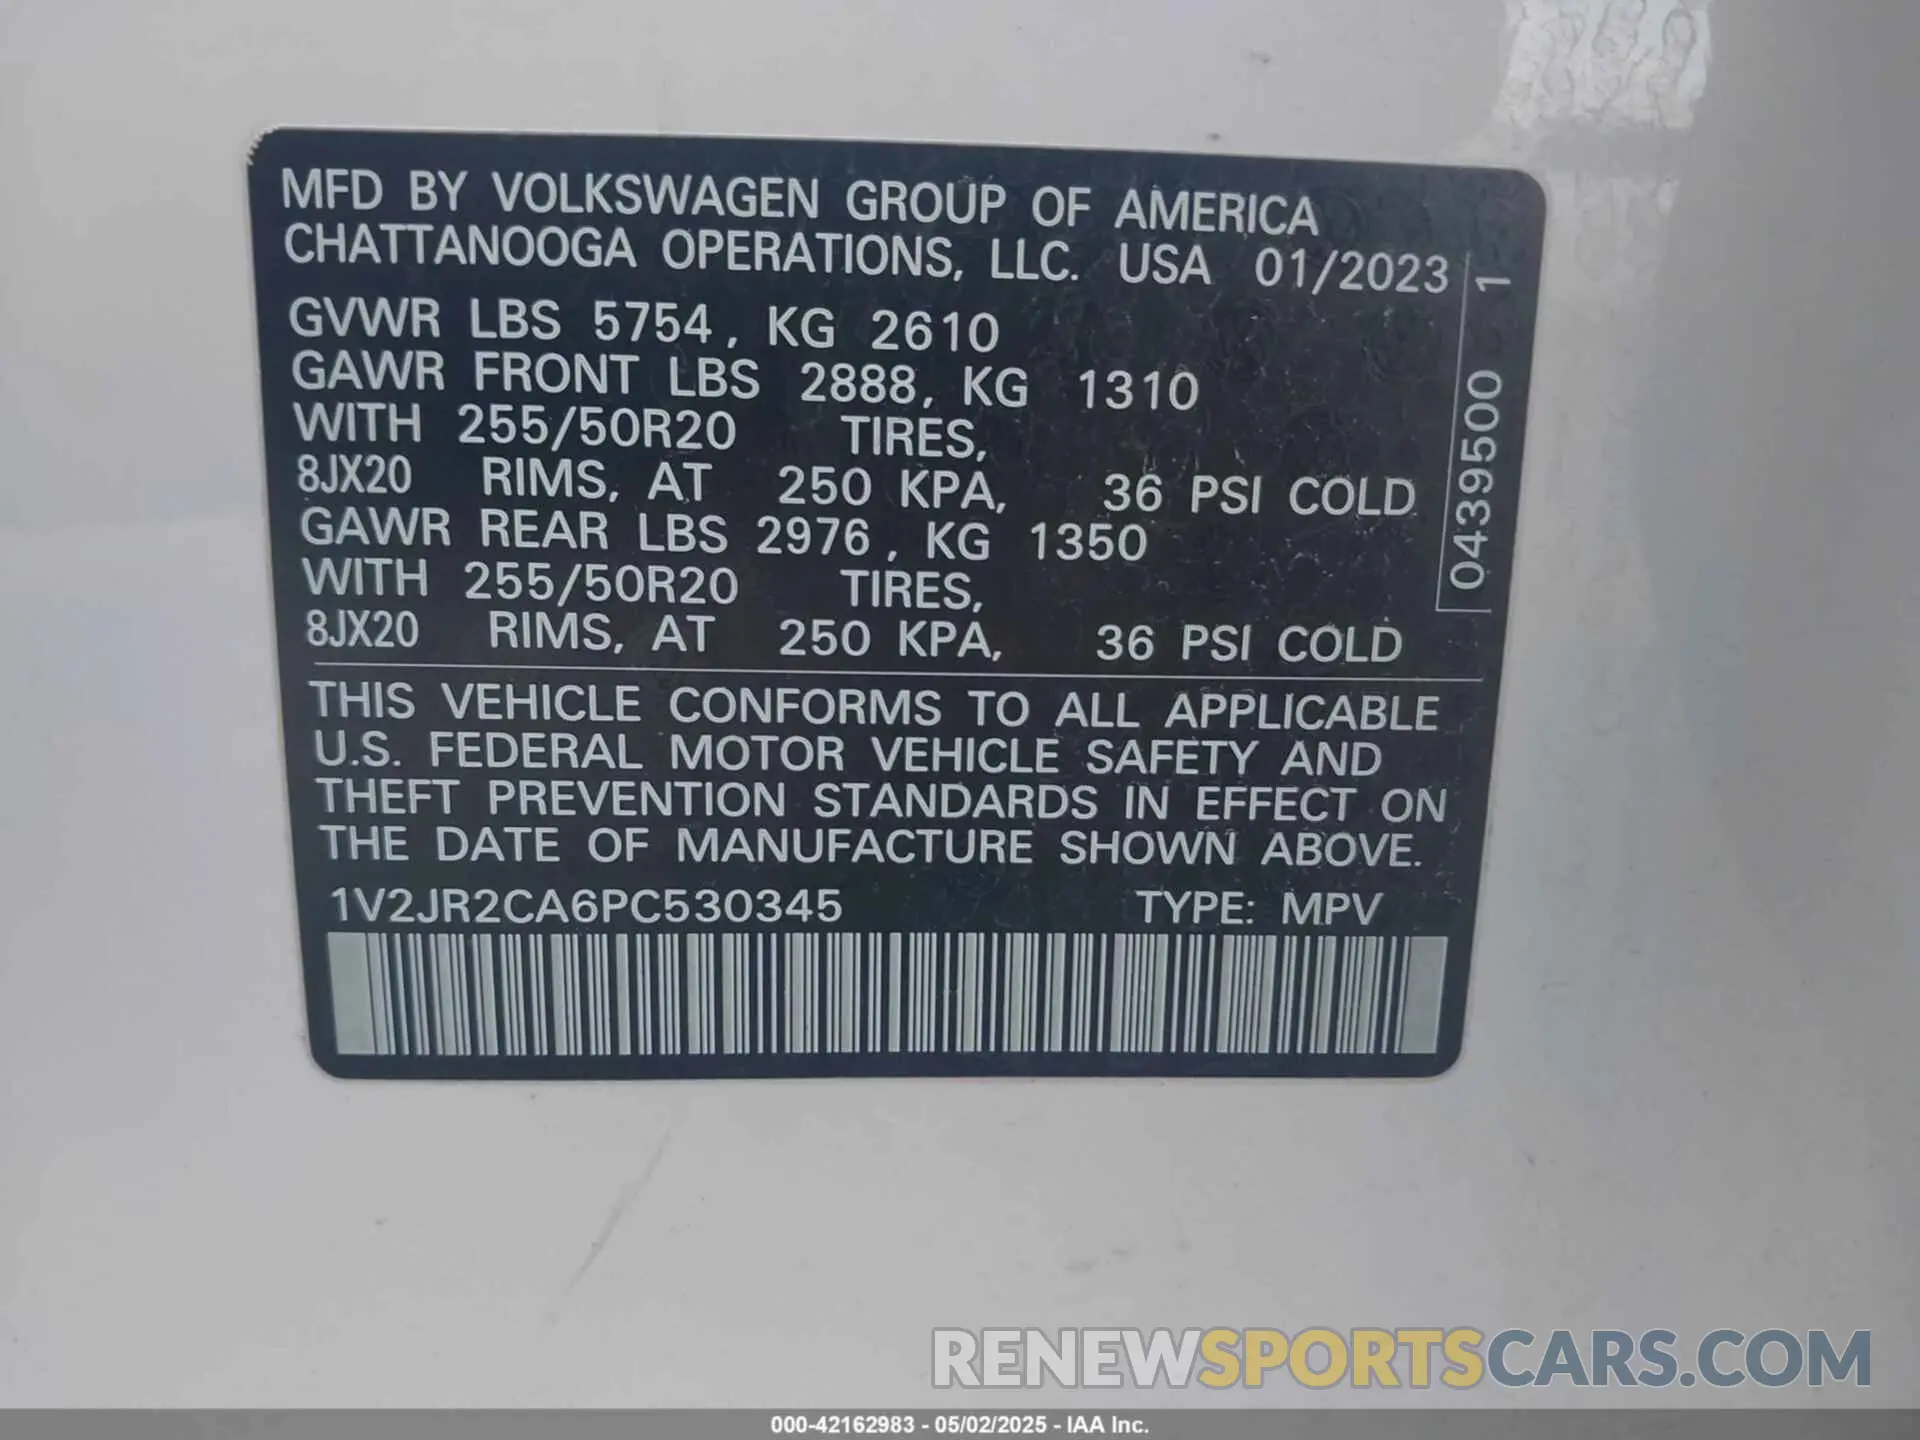 MFD BY VOLKSWAGEN GROUP OF AMERICA
CHATTANOOGA OPERATIONS, LLC. USA 01/2023
GVWR LBS 5754, KG 2610
GAWR FRONT LBS 2888, KG 1310
WITH 255/50R20 TIRES,
8JX20 RIMS, AT 250 KPA, 36 PSI COLD
GAWR REAR LBS 2976, KG 1350
WITH 255/50R20 TIRES,
8JX20 RIMS, AT 250 KPA, 36 PSI COLD
0439500 1
THIS VEHICLE CONFORMS TO ALL APPLICABLE
U.S. FEDERAL MOTOR VEHICLE SAFETY AND
THEFT PREVENTION STANDARDS IN EFFECT ON
THE DATE OF MANUFACTURE SHOWN ABOVE.
1V2JR2CA6PC530345 TYPE: MPV
RENEWSPORTSCARS.COM
000-42162983 - 05/02/2025 - IAA Inc.